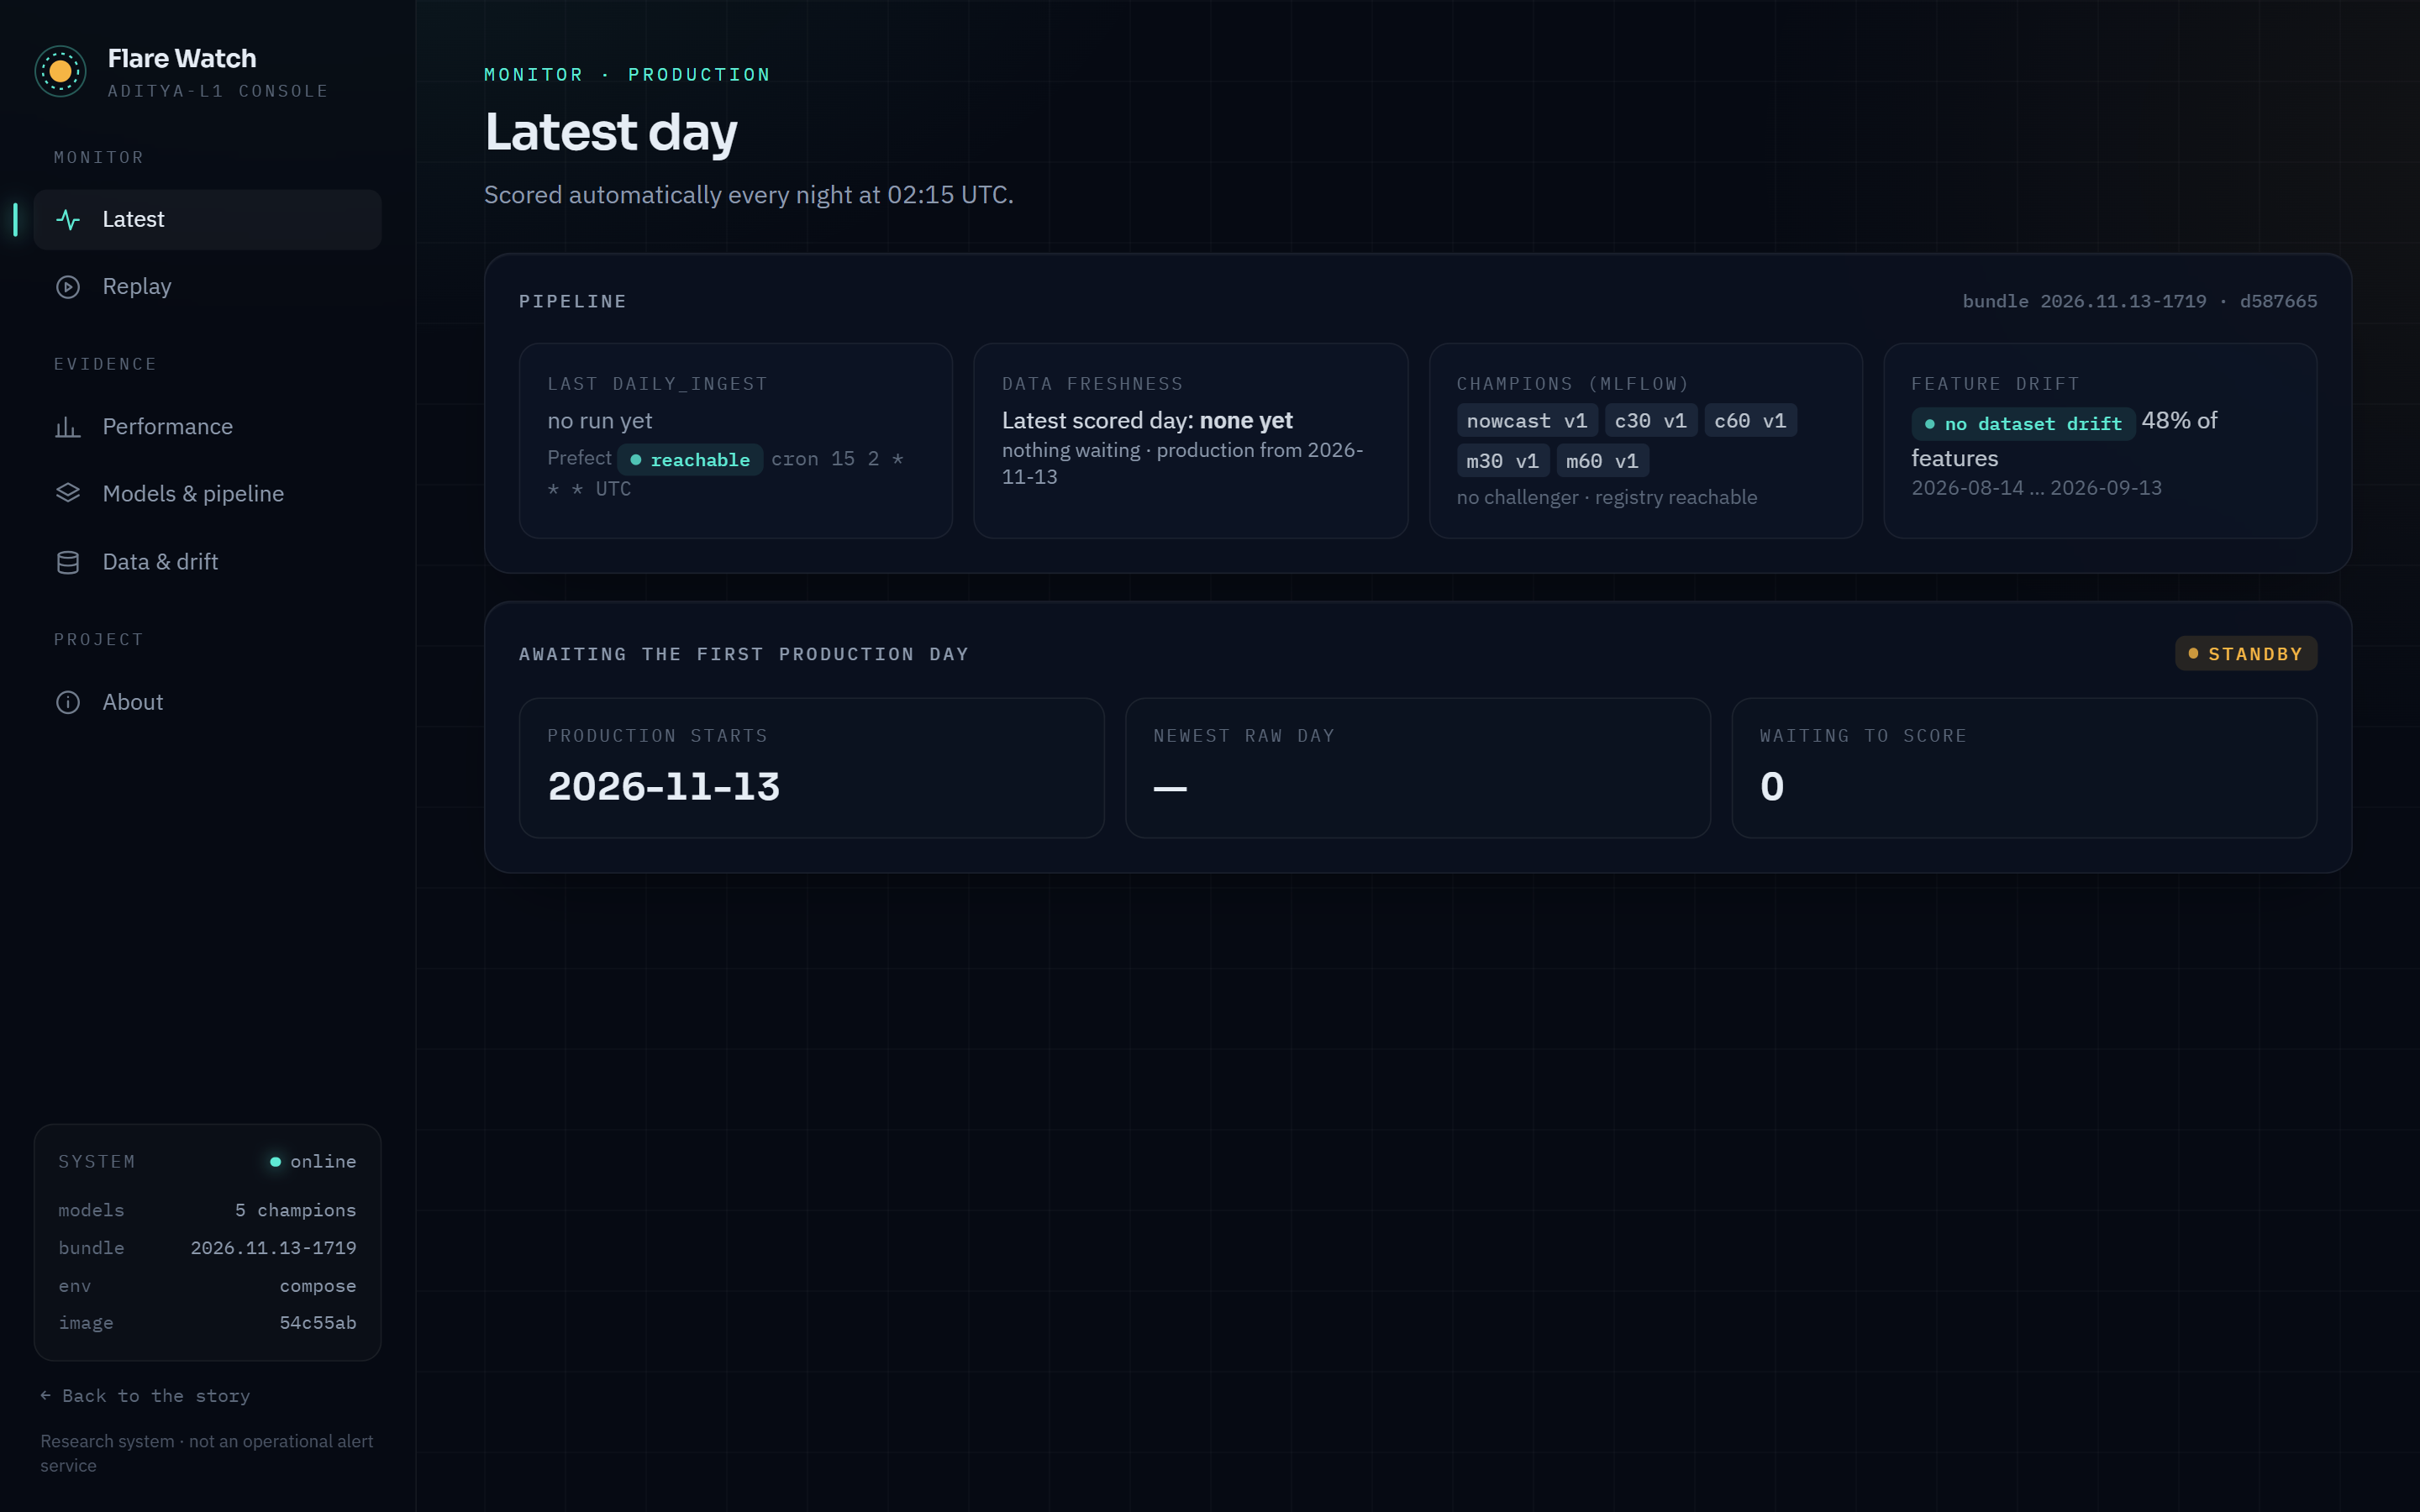 Flare Watch
ADITYA-L1 CONSOLE
MONITOR
Latest
Replay
EVIDENCE
Performance
Models & pipeline
Data & drift
PROJECT
About
SYSTEM online
models 5 champions
bundle 2026.11.13-1719
env compose
image 54c55ab
← Back to the story
Research system · not an operational alert
service
MONITOR · PRODUCTION
Latest day
Scored automatically every night at 02:15 UTC.
PIPELINE bundle 2026.11.13-1719 · d587665
LAST DAILY_INGEST
no run yet
Prefect reachable cron 15 2 *
* * UTC
DATA FRESHNESS
Latest scored day: none yet
nothing waiting · production from 2026-
11-13
CHAMPIONS (MLFLOW)
nowcast v1 c30 v1 c60 v1
m30 v1 m60 v1
no challenger · registry reachable
FEATURE DRIFT
no dataset drift 48% of
features
2026-08-14 … 2026-09-13
AWAITING THE FIRST PRODUCTION DAY STANDBY
PRODUCTION STARTS
2026-11-13
NEWEST RAW DAY
—
WAITING TO SCORE
0